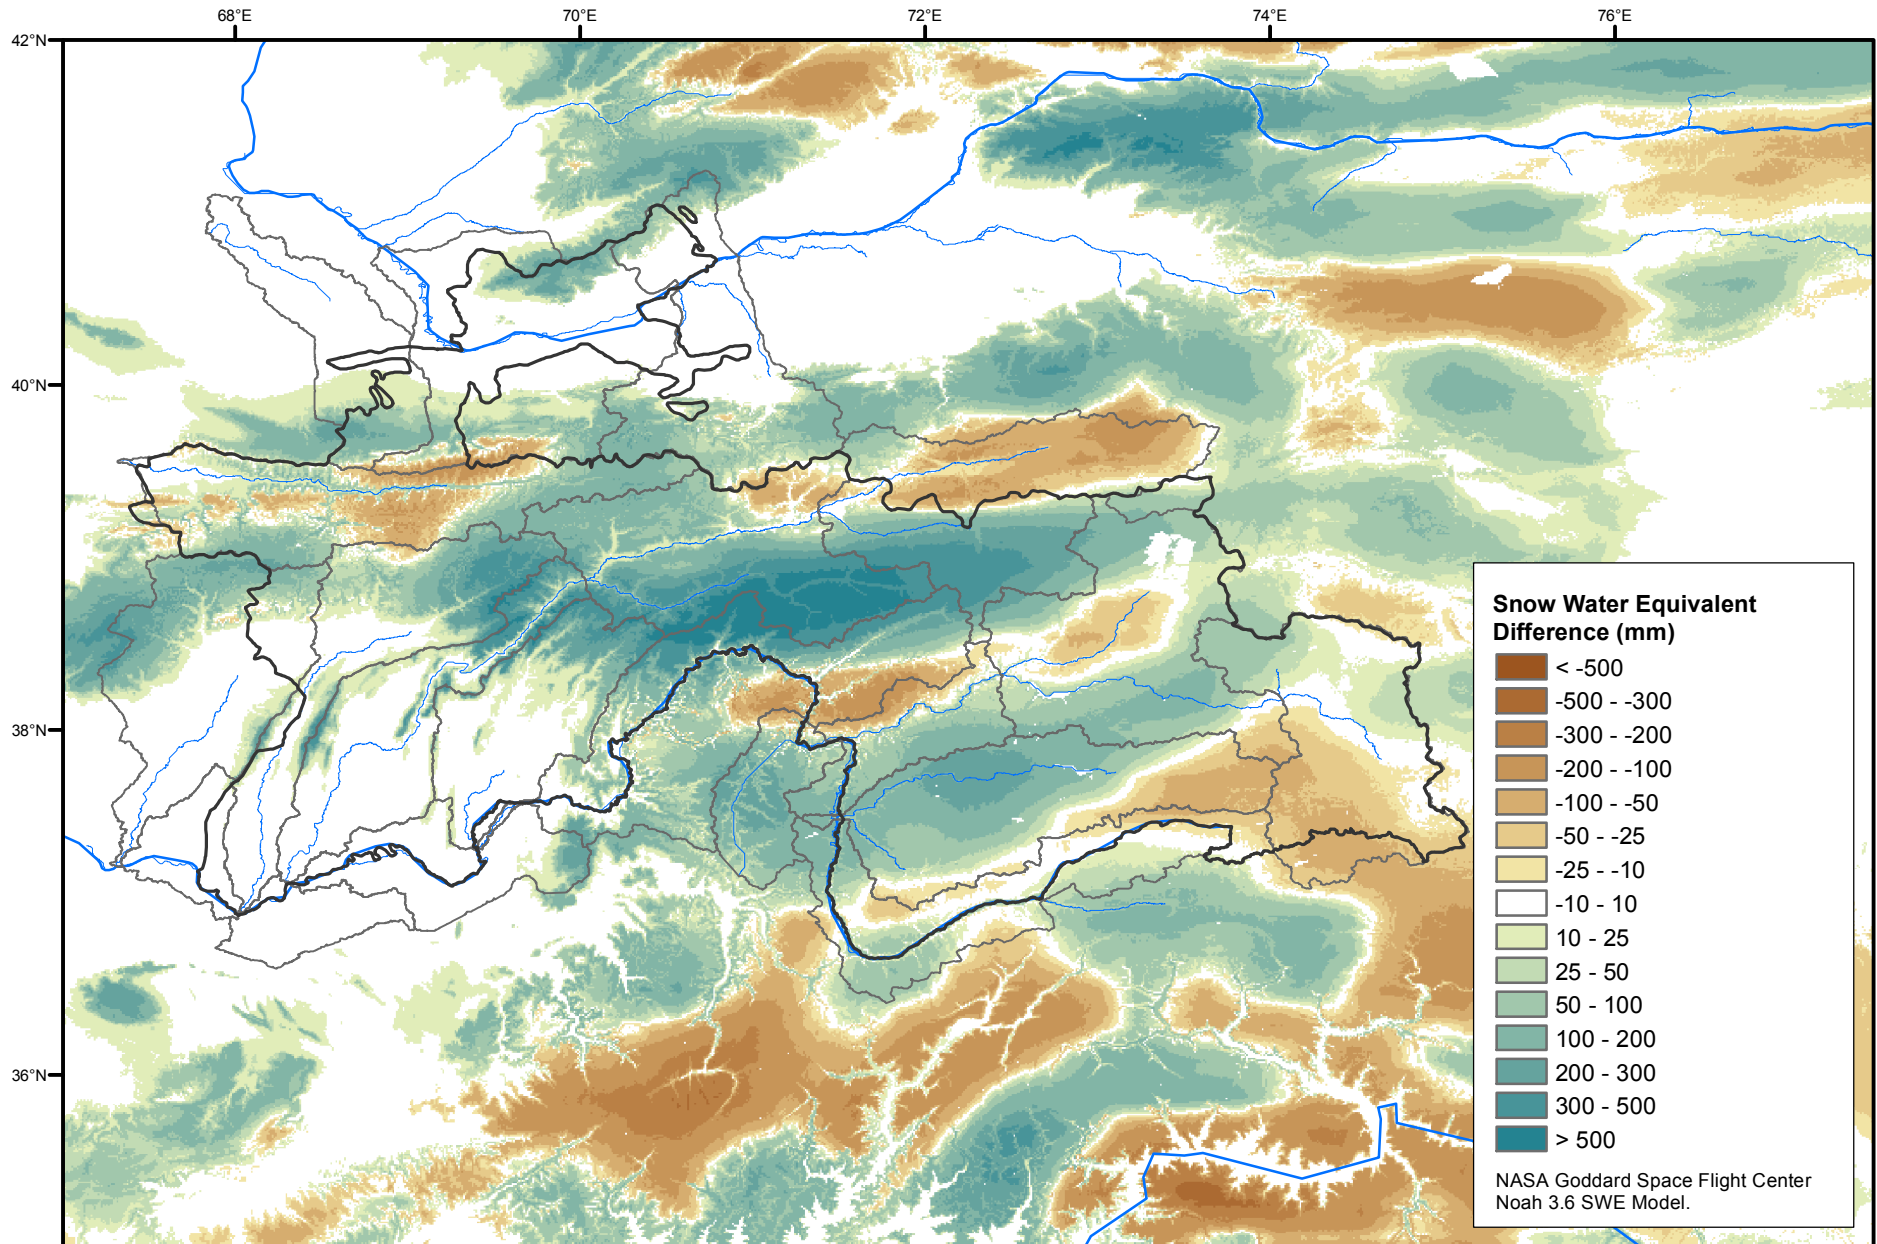 68°E
70°E
72°E
74°E
76°E
42°N
40°N
38°N
36°N
Snow Water Equivalent
Difference (mm)
< -500
-500 - -300
-300 - -200
-200 - -100
-100 - -50
-50 - -25
-25 - -10
-10 - 10
10 - 25
25 - 50
50 - 100
100 - 200
200 - 300
300 - 500
> 500
NASA Goddard Space Flight Center
Noah 3.6 SWE Model.